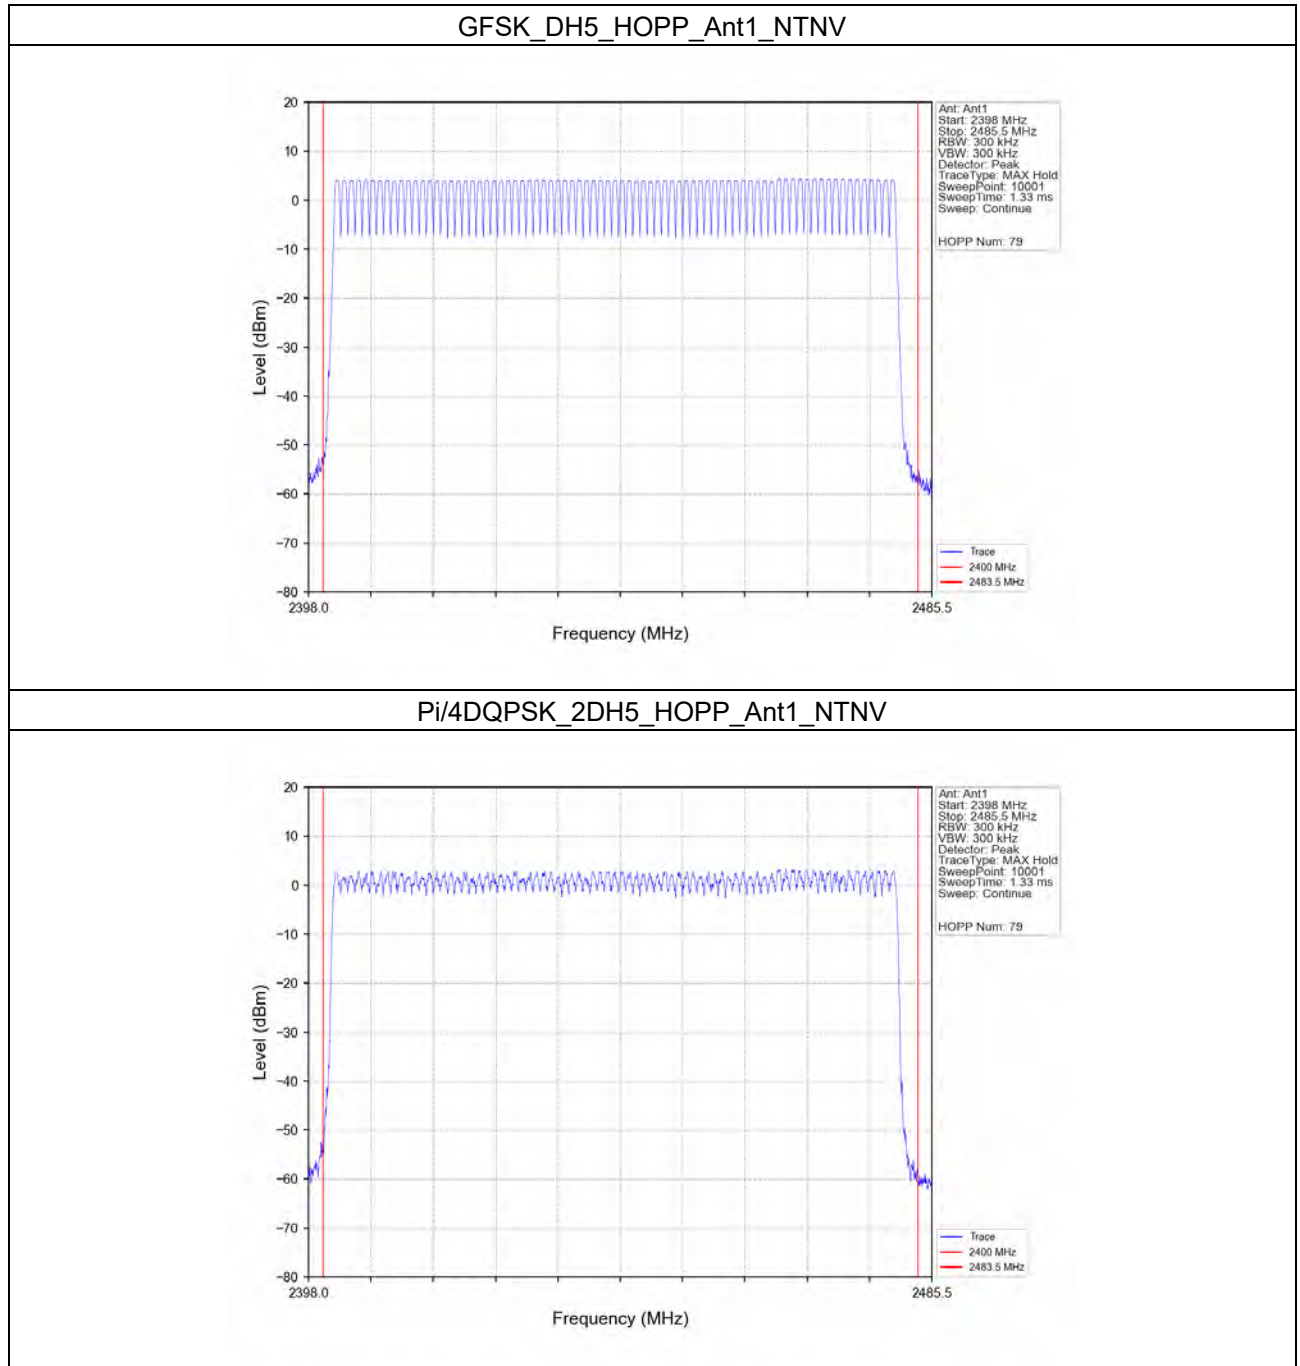 GFSK_DH5_HOPP_Ant1_NTNV
20
10
0
−10
−20
−30
−40
−50
−60
−70
−80
Level (dBm)
2398.0
2485.5
Frequency (MHz)
Ant: Ant1
Start: 2398 MHz
Stop: 2485.5 MHz
RBW: 300 kHz
VBW: 300 kHz
Detector: Peak
TraceType: MAX Hold
SweepPoint: 10001
SweepTime: 1.33 ms
Sweep: Continue
HOPP Num: 79
Trace
2400 MHz
2483.5 MHz
Pi/4DQPSK_2DH5_HOPP_Ant1_NTNV
20
10
0
−10
−20
−30
−40
−50
−60
−70
−80
Level (dBm)
2398.0
2485.5
Frequency (MHz)
Ant: Ant1
Start: 2398 MHz
Stop: 2485.5 MHz
RBW: 300 kHz
VBW: 300 kHz
Detector: Peak
TraceType: MAX Hold
SweepPoint: 10001
SweepTime: 1.33 ms
Sweep: Continue
HOPP Num: 79
Trace
2400 MHz
2483.5 MHz